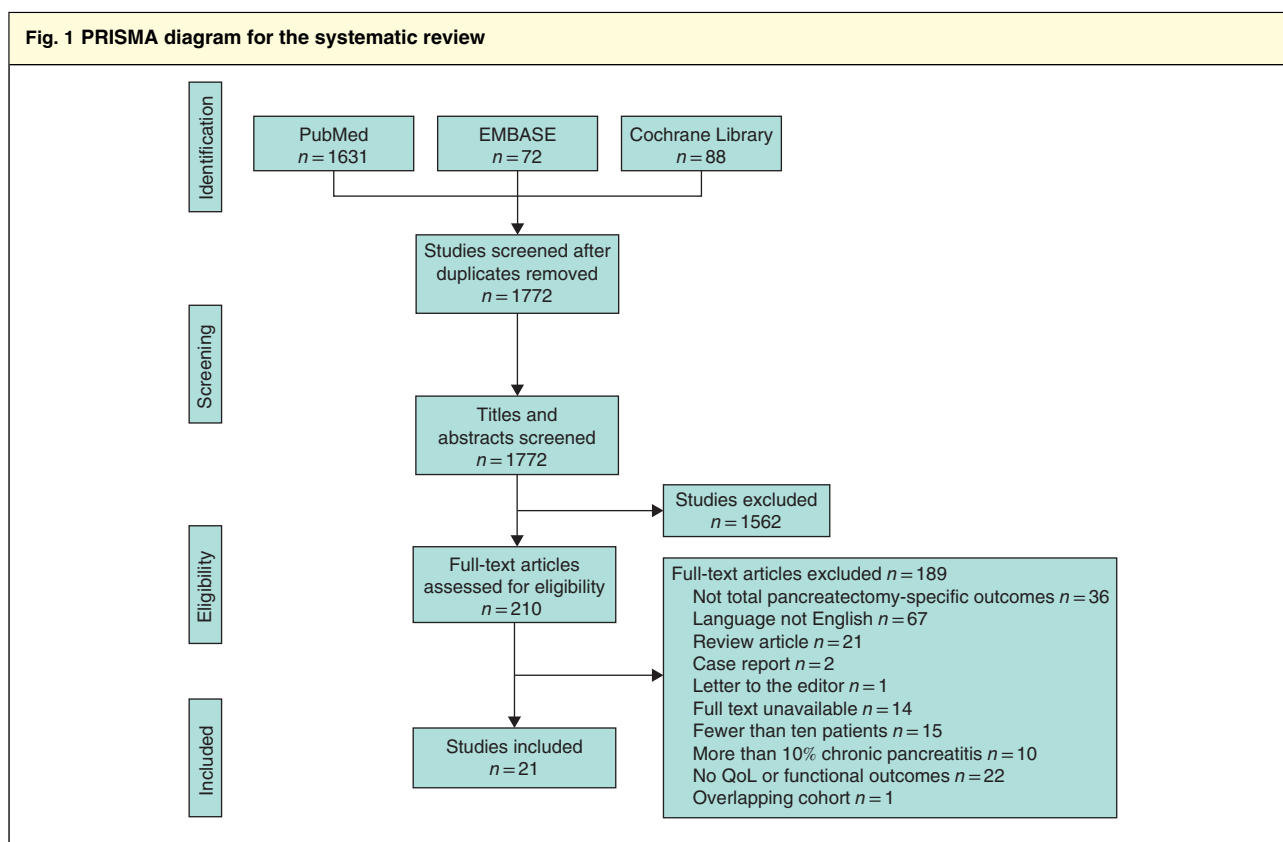 Fig. 1 PRISMA diagram for the systematic review
Identification
PubMed
n = 1631
EMBASE
n = 72
Cochrane Library
n = 88
Studies screened after
duplicates removed
n = 1772
Screening
Titles and
abstracts screened
n = 1772
Studies excluded
n = 1562
Eligibility
Full-text articles
assessed for eligibility
n = 210
Full-text articles excluded n = 189
Not total pancreatectomy-specific outcomes n = 36
Language not English n = 67
Review article n = 21
Case report n = 2
Letter to the editor n = 1
Full text unavailable n = 14
Fewer than ten patients n = 15
More than 10% chronic pancreatitis n = 10
No QoL or functional outcomes n = 22
Overlapping cohort n = 1
Included
Studies included
n = 21